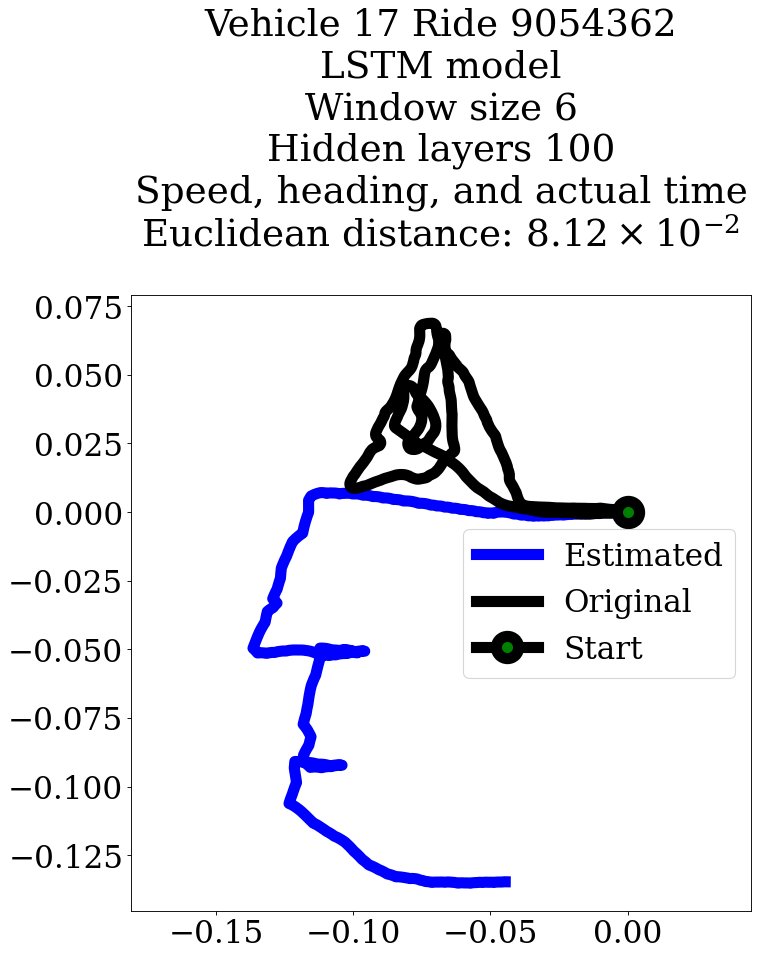 Vehicle 17 Ride 9054362
LSTM model
Window size 6
Hidden layers 100
Speed, heading, and actual time
Euclidean distance: 8.12 × 10⁻²
0.075
0.050
0.025
0.000
−0.025
−0.050
−0.075
−0.100
−0.125
Estimated
Original
Start
−0.15 −0.10 −0.05 0.00